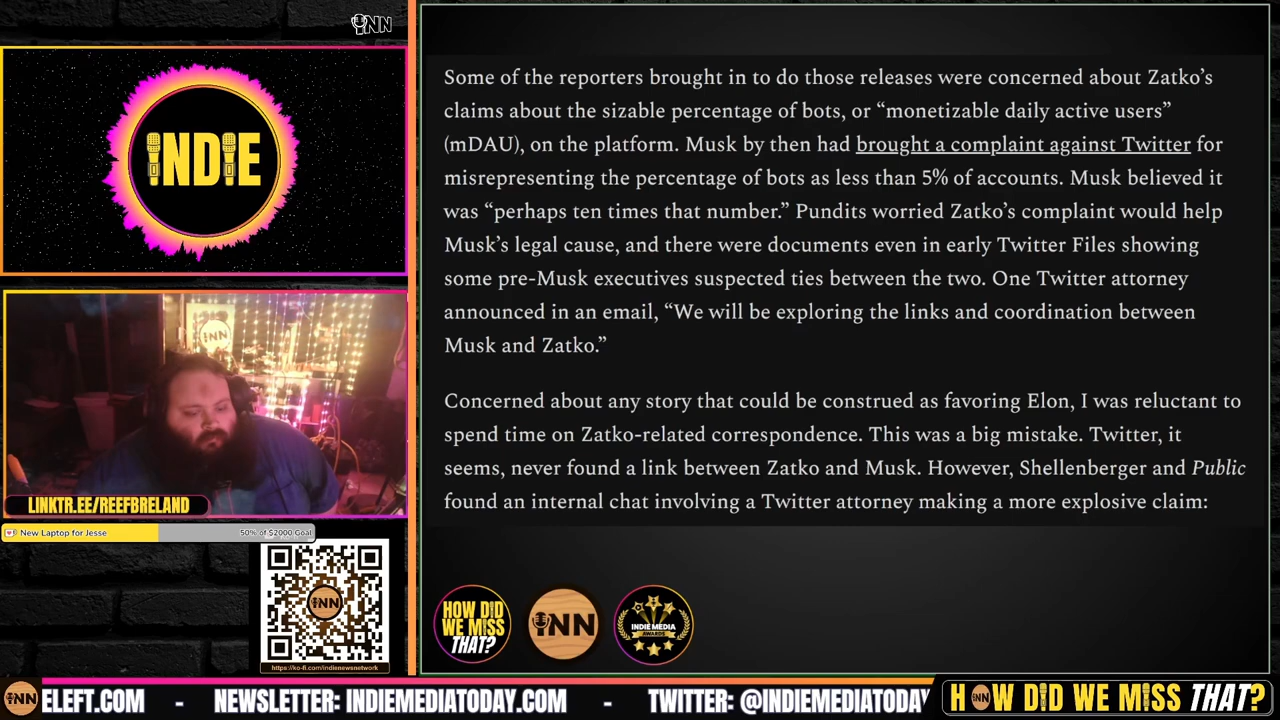 INN
INDIE
INN
LINKTR.EE/REEFBRELAND
New Laptop for Jesse
50% of $2000 Goal
INN
https://ko-fi.com/indienewsnetwork
Some of the reporters brought in to do those releases were concerned about Zatko’s
claims about the sizable percentage of bots, or “monetizable daily active users”
(mDAU), on the platform. Musk by then had brought a complaint against Twitter for
misrepresenting the percentage of bots as less than 5% of accounts. Musk believed it
was “perhaps ten times that number.” Pundits worried Zatko’s complaint would help
Musk’s legal cause, and there were documents even in early Twitter Files showing
some pre-Musk executives suspected ties between the two. One Twitter attorney
announced in an email, “We will be exploring the links and coordination between
Musk and Zatko.”
Concerned about any story that could be construed as favoring Elon, I was reluctant to
spend time on Zatko-related correspondence. This was a big mistake. Twitter, it
seems, never found a link between Zatko and Musk. However, Shellenberger and Public
found an internal chat involving a Twitter attorney making a more explosive claim:
HOW DID
WE MISS
THAT?
INN
INDIE MEDIA
AWARDS
INN
ELEFT.COM - NEWSLETTER: INDIEMEDIATODAY.COM - TWITTER: @INDIEMEDIATODAY
HOW DID WE MISS THAT?